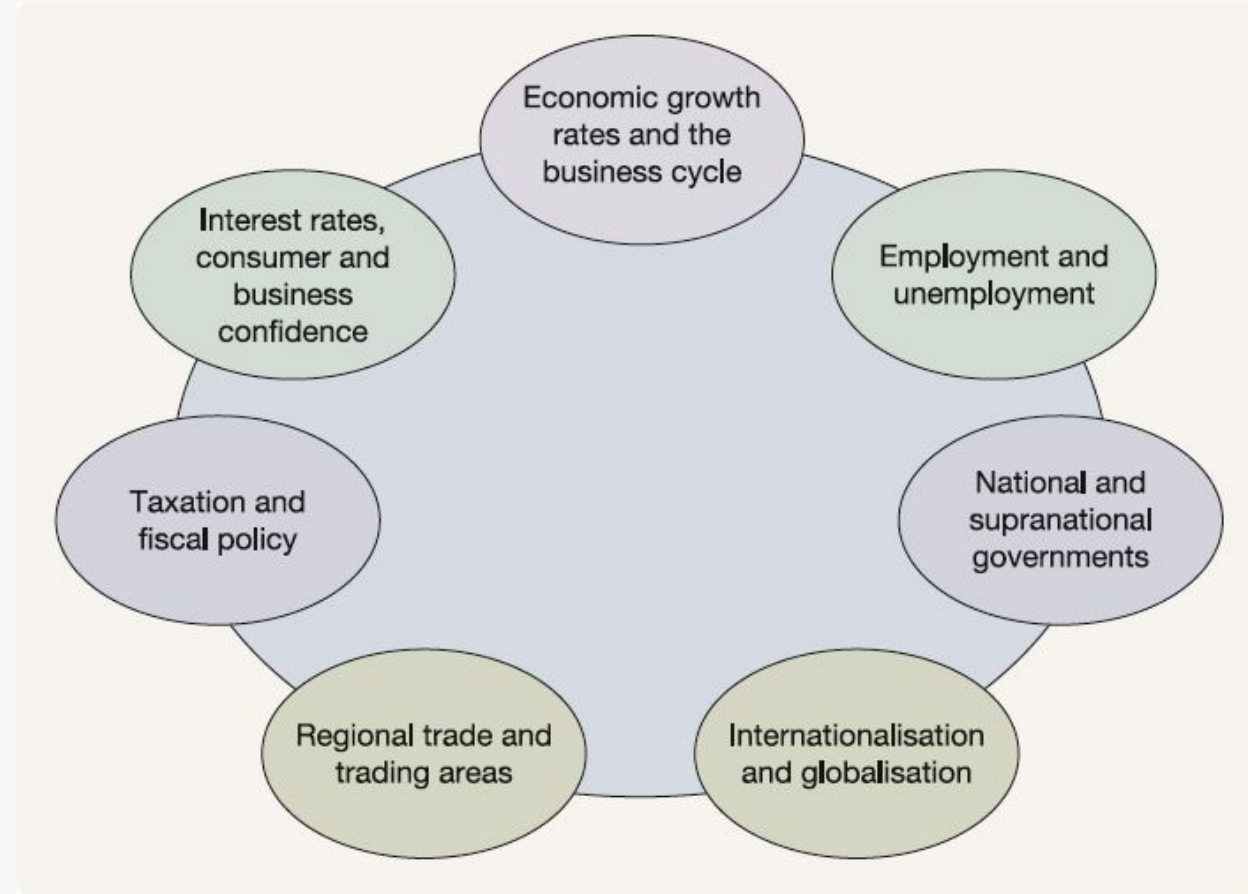 Economic growth
rates and the
business cycle
Interest rates,
consumer and
business
confidence
Employment and
unemployment
Taxation and
fiscal policy
National and
supranational
governments
Regional trade and
trading areas
Internationalisation
and globalisation